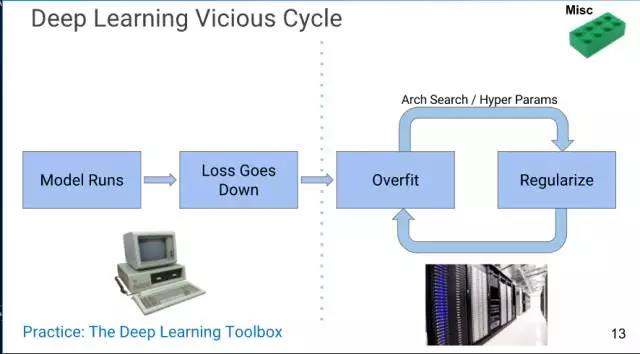 Deep Learning Vicious Cycle
Misc
Arch Search / Hyper Params
Model Runs
Loss Goes
Down
Overfit
Regularize
Practice: The Deep Learning Toolbox
13